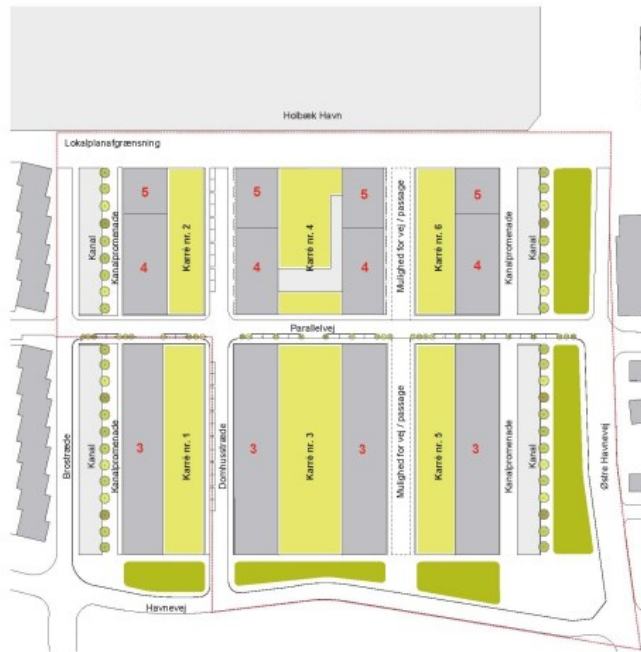 Holbæk Havn
Lokalplanafgrænsning
Kanal
Kanalpromenade
5
4
Karré nr. 2
5
4
Karré nr. 4
5
4
Mulighed for vej / passage
Karré nr. 6
5
4
Kanalpromenade
Kanal
Parallelvej
Brostræde
Kanal
Kanalpromenade
3
Karré nr. 1
Domhusstræde
3
Karré nr. 3
3
Mulighed for vej / passage
Karré nr. 5
3
Kanalpromenade
Kanal
Østre Havnevej
Havnevej